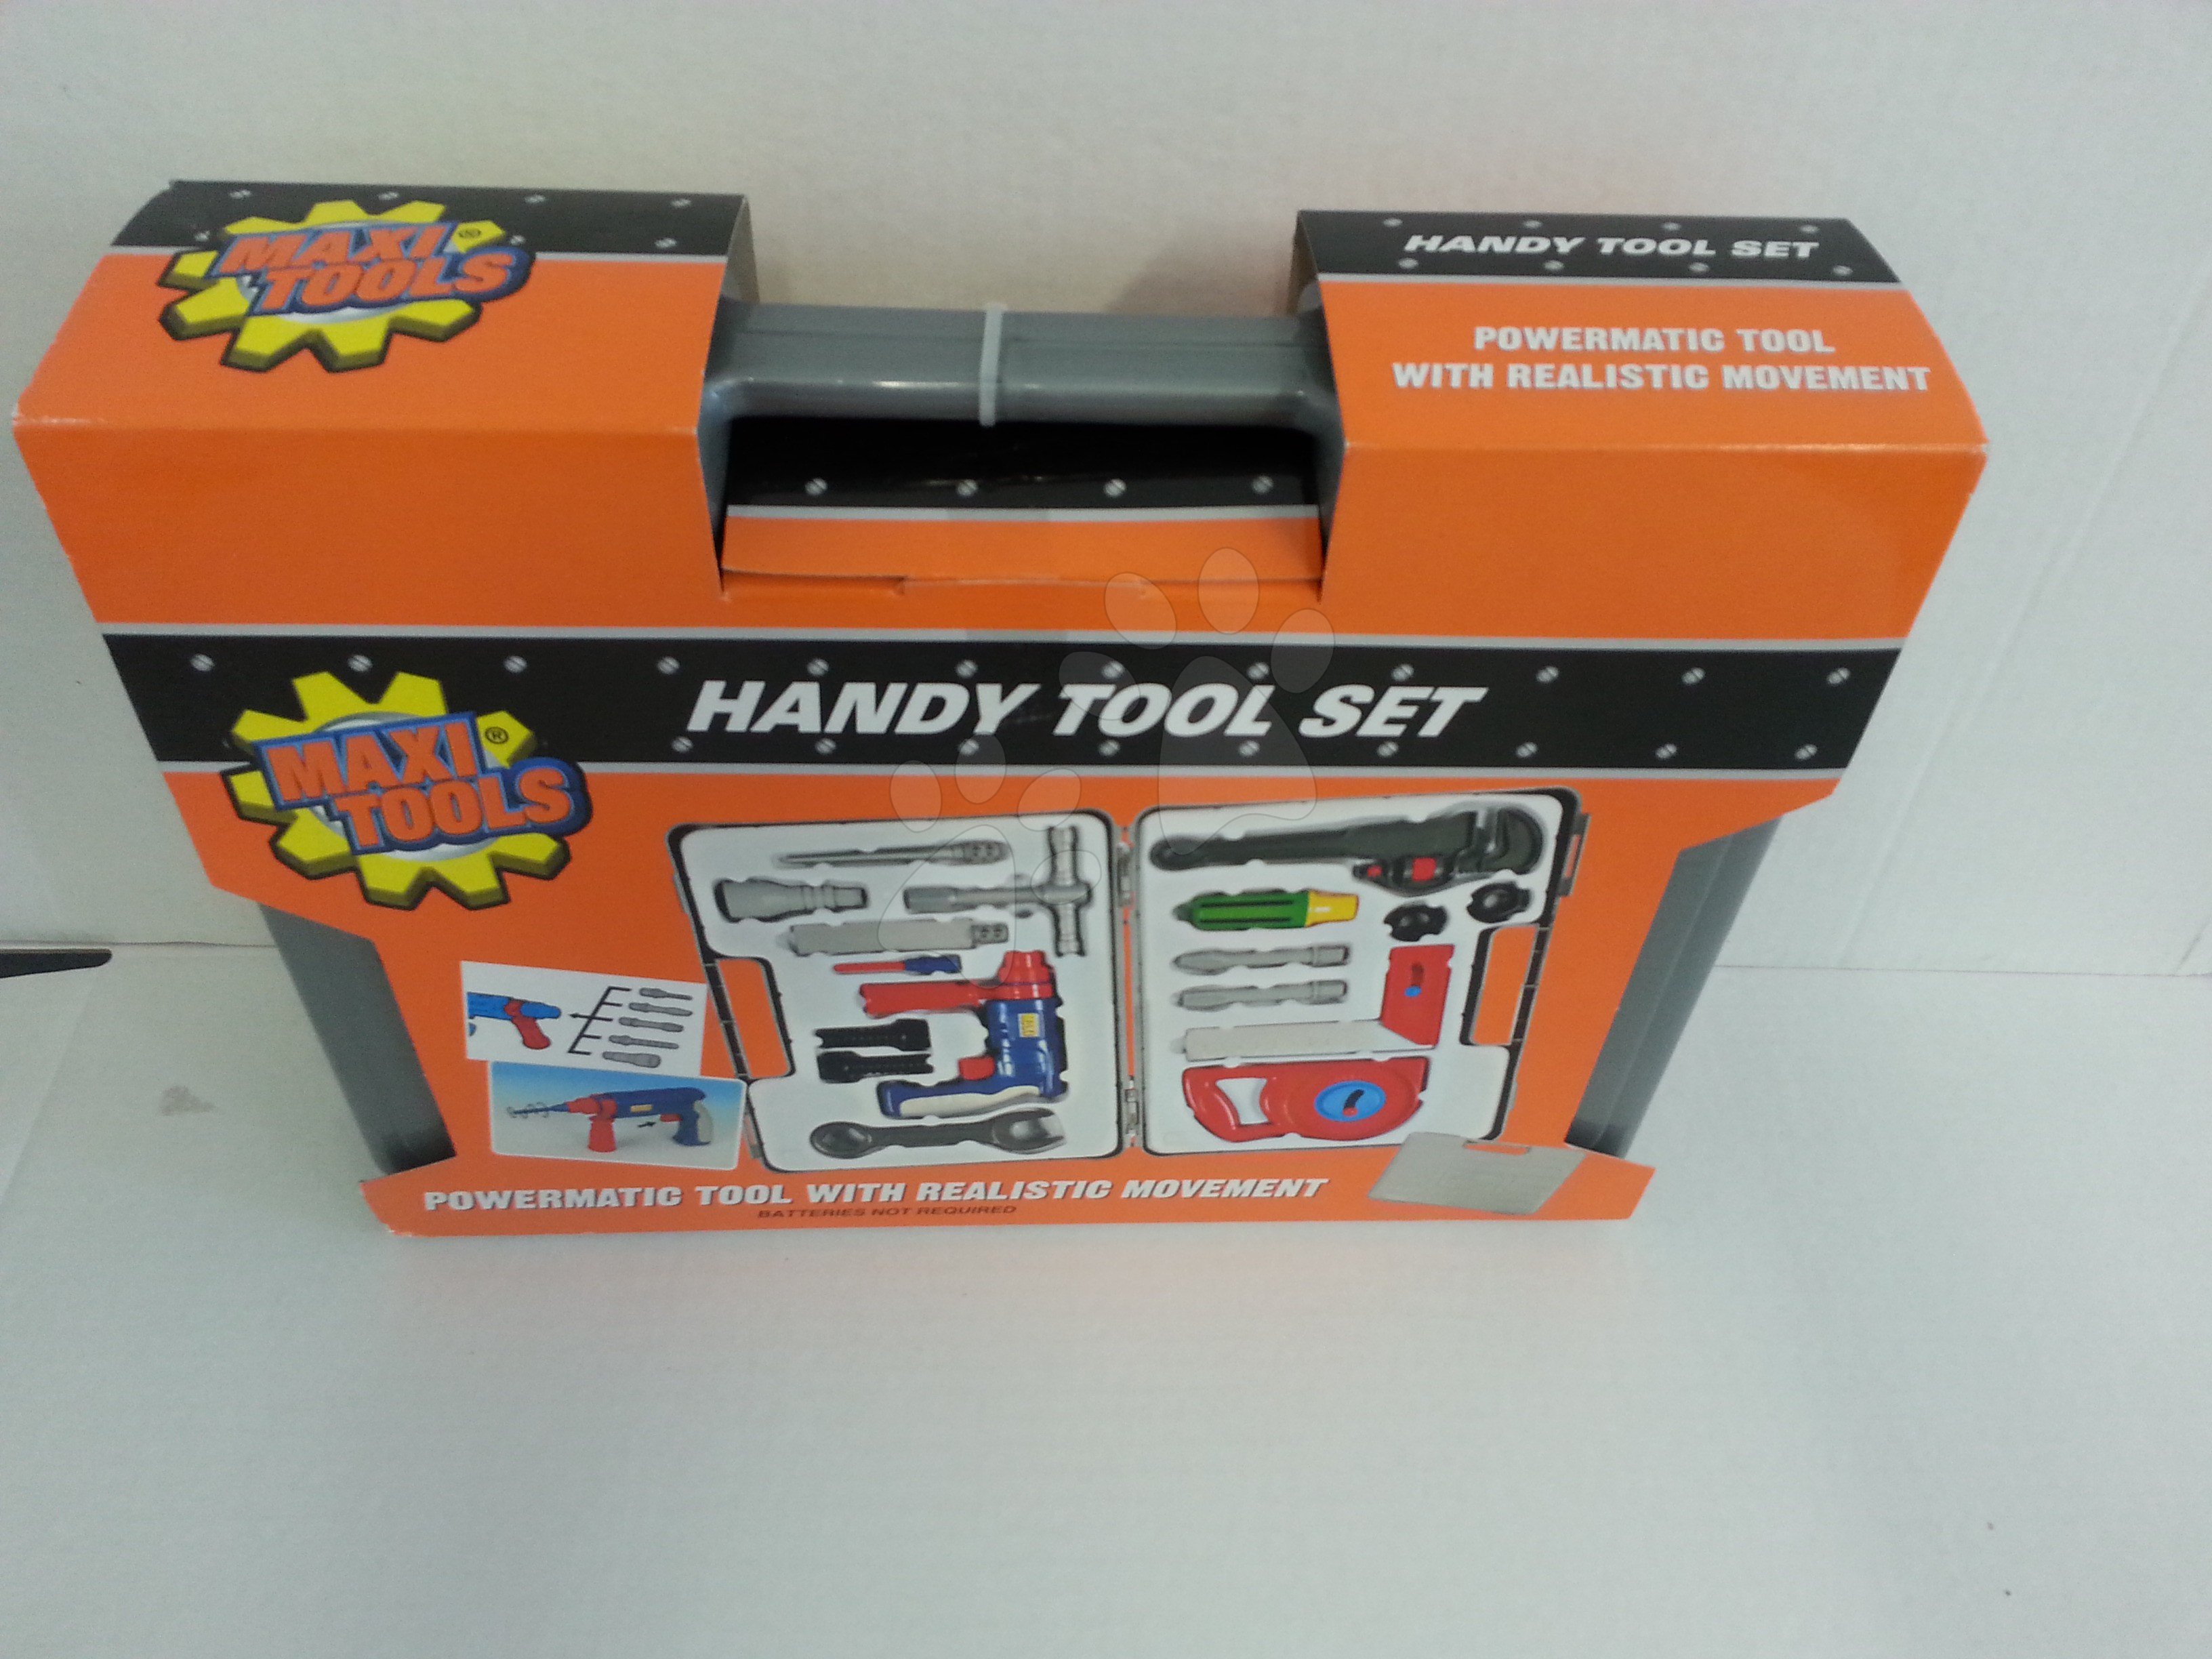 MAXI ®
TOOLS
HANDY TOOL SET
POWERMATIC TOOL
WITH REALISTIC MOVEMENT
HANDY TOOL SET
MAXI ®
TOOLS
POWERMATIC TOOL WITH REALISTIC MOVEMENT
BATTERIES NOT REQUIRED